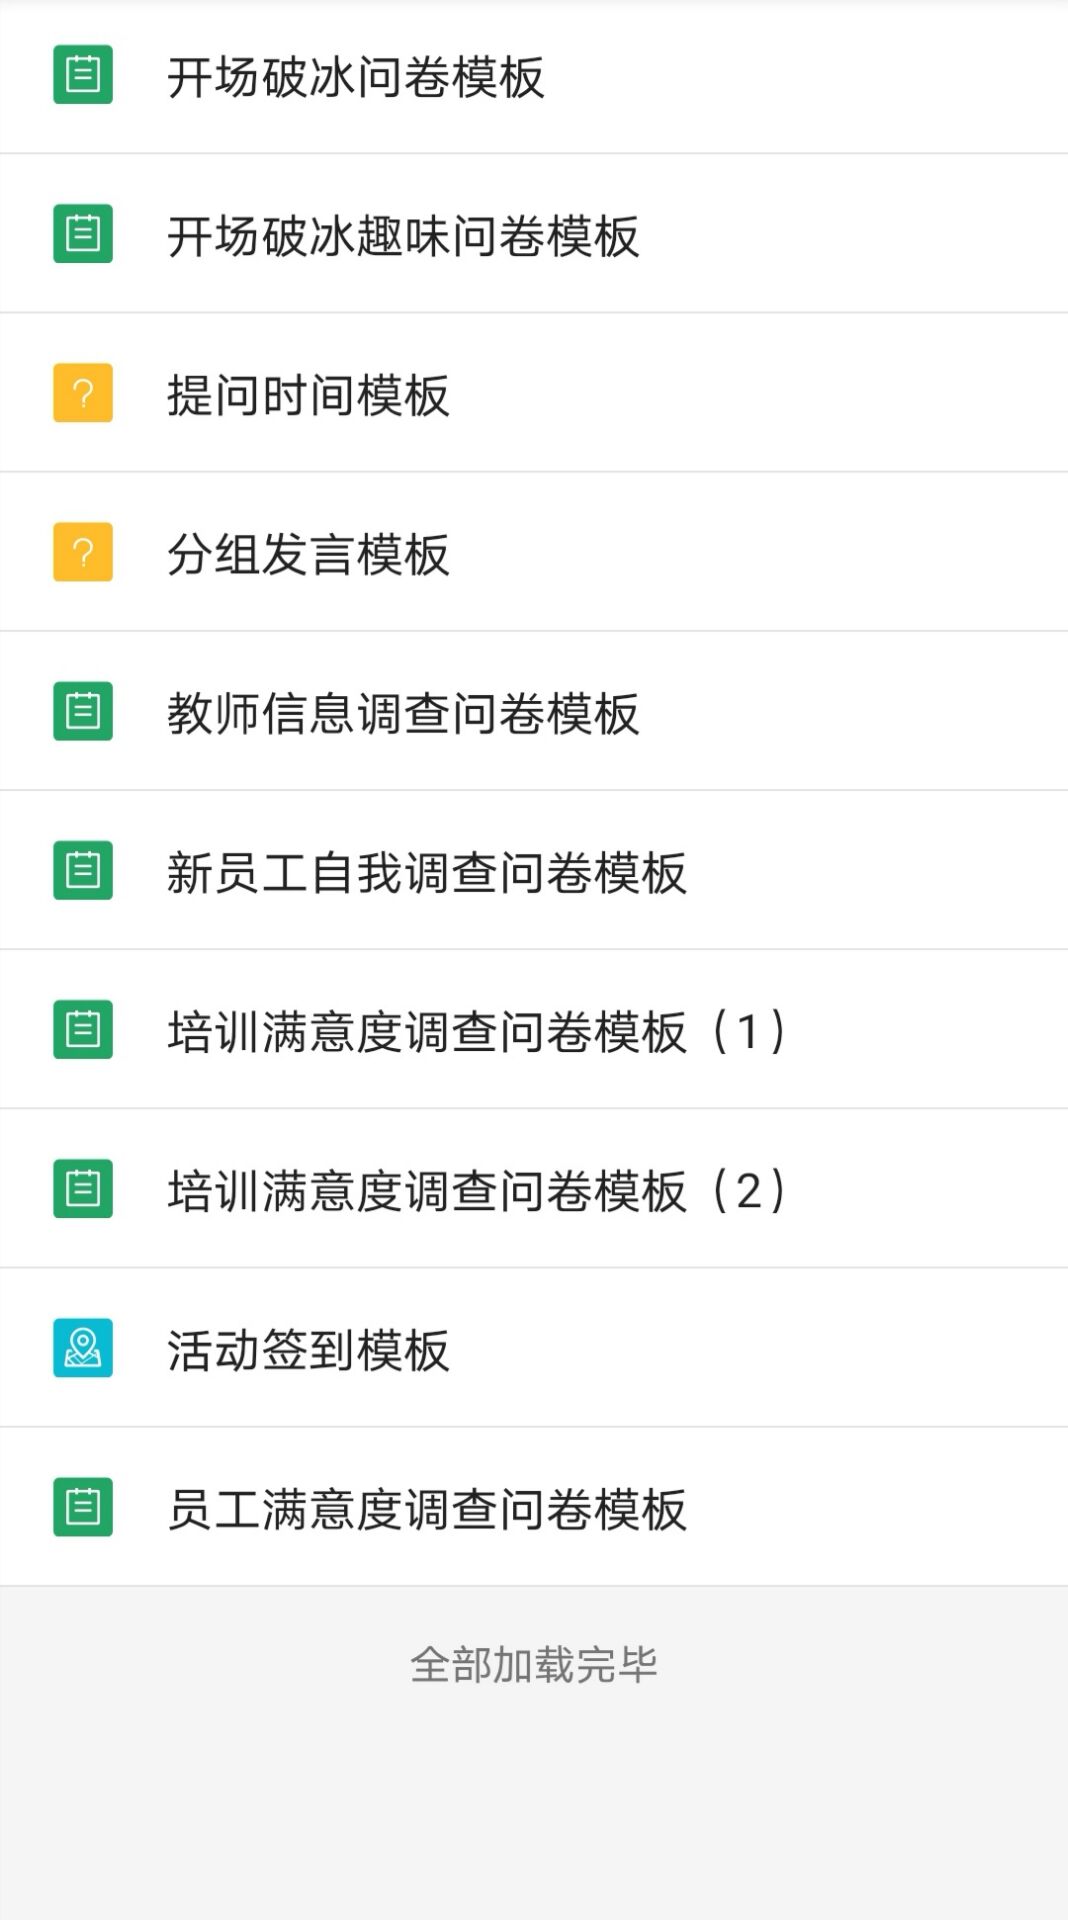 开场破冰问卷模板
开场破冰趣味问卷模板
?
提问时间模板
?
分组发言模板
教师信息调查问卷模板
新员工自我调查问卷模板
培训满意度调查问卷模板（1）
培训满意度调查问卷模板（2）
活动签到模板
员工满意度调查问卷模板
全部加载完毕